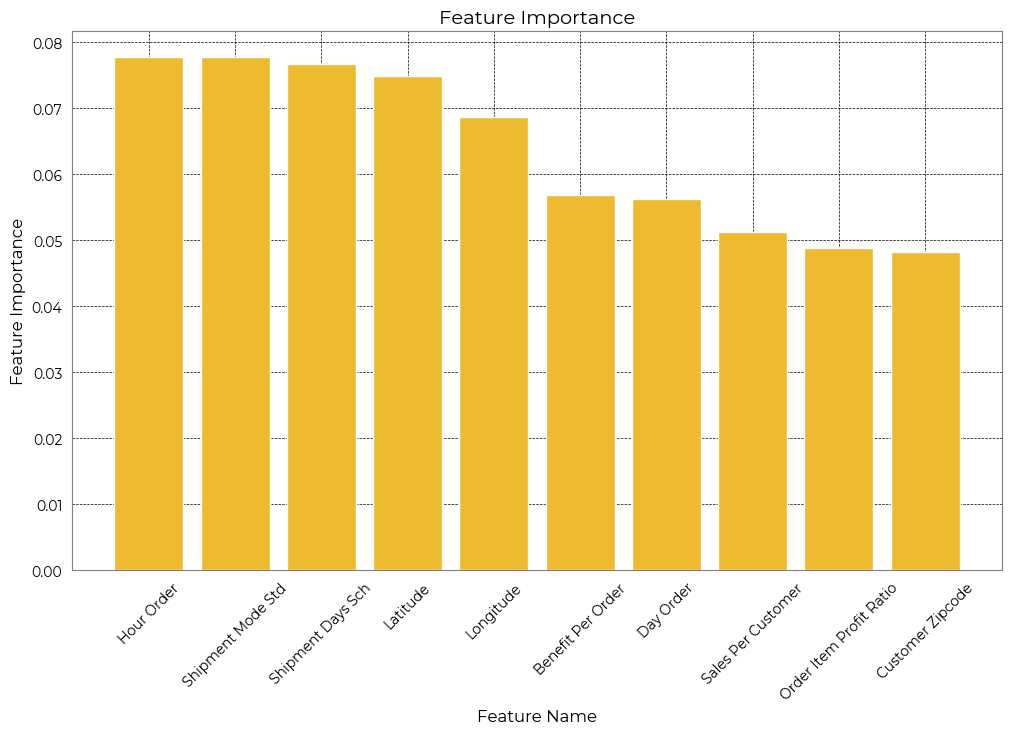 Feature Importance
0.08
0.07
0.06
0.05
0.04
0.03
0.02
0.01
0.00
Feature Importance
Hour Order
Shipment Mode Std
Shipment Days Sch
Latitude
Longitude
Benefit Per Order
Day Order
Sales Per Customer
Order Item Profit Ratio
Customer Zipcode
Feature Name